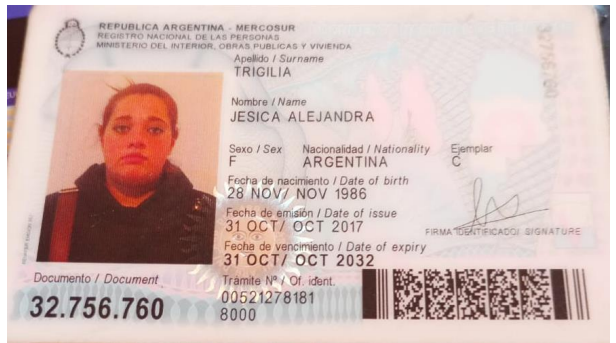 REPUBLICA ARGENTINA - MERCOSUR
REGISTRO NACIONAL DE LAS PERSONAS
MINISTERIO DEL INTERIOR, OBRAS PUBLICAS Y VIVIENDA
Apellido / Surname
TRIGILIA
Nombre / Name
JESICA ALEJANDRA
Sexo / Sex Nacionalidad / Nationality Ejemplar
F ARGENTINA C
Fecha de nacimiento / Date of birth
28 NOV/ NOV 1986
Fecha de emisión / Date of issue
31 OCT/ OCT 2017
FIRMA IDENTIFICADO/ SIGNATURE
Fecha de vencimiento / Date of expiry
31 OCT/ OCT 2032
Documento / Document
Trámite Nº / Of. ident.
32.756.760
00521278181
8000